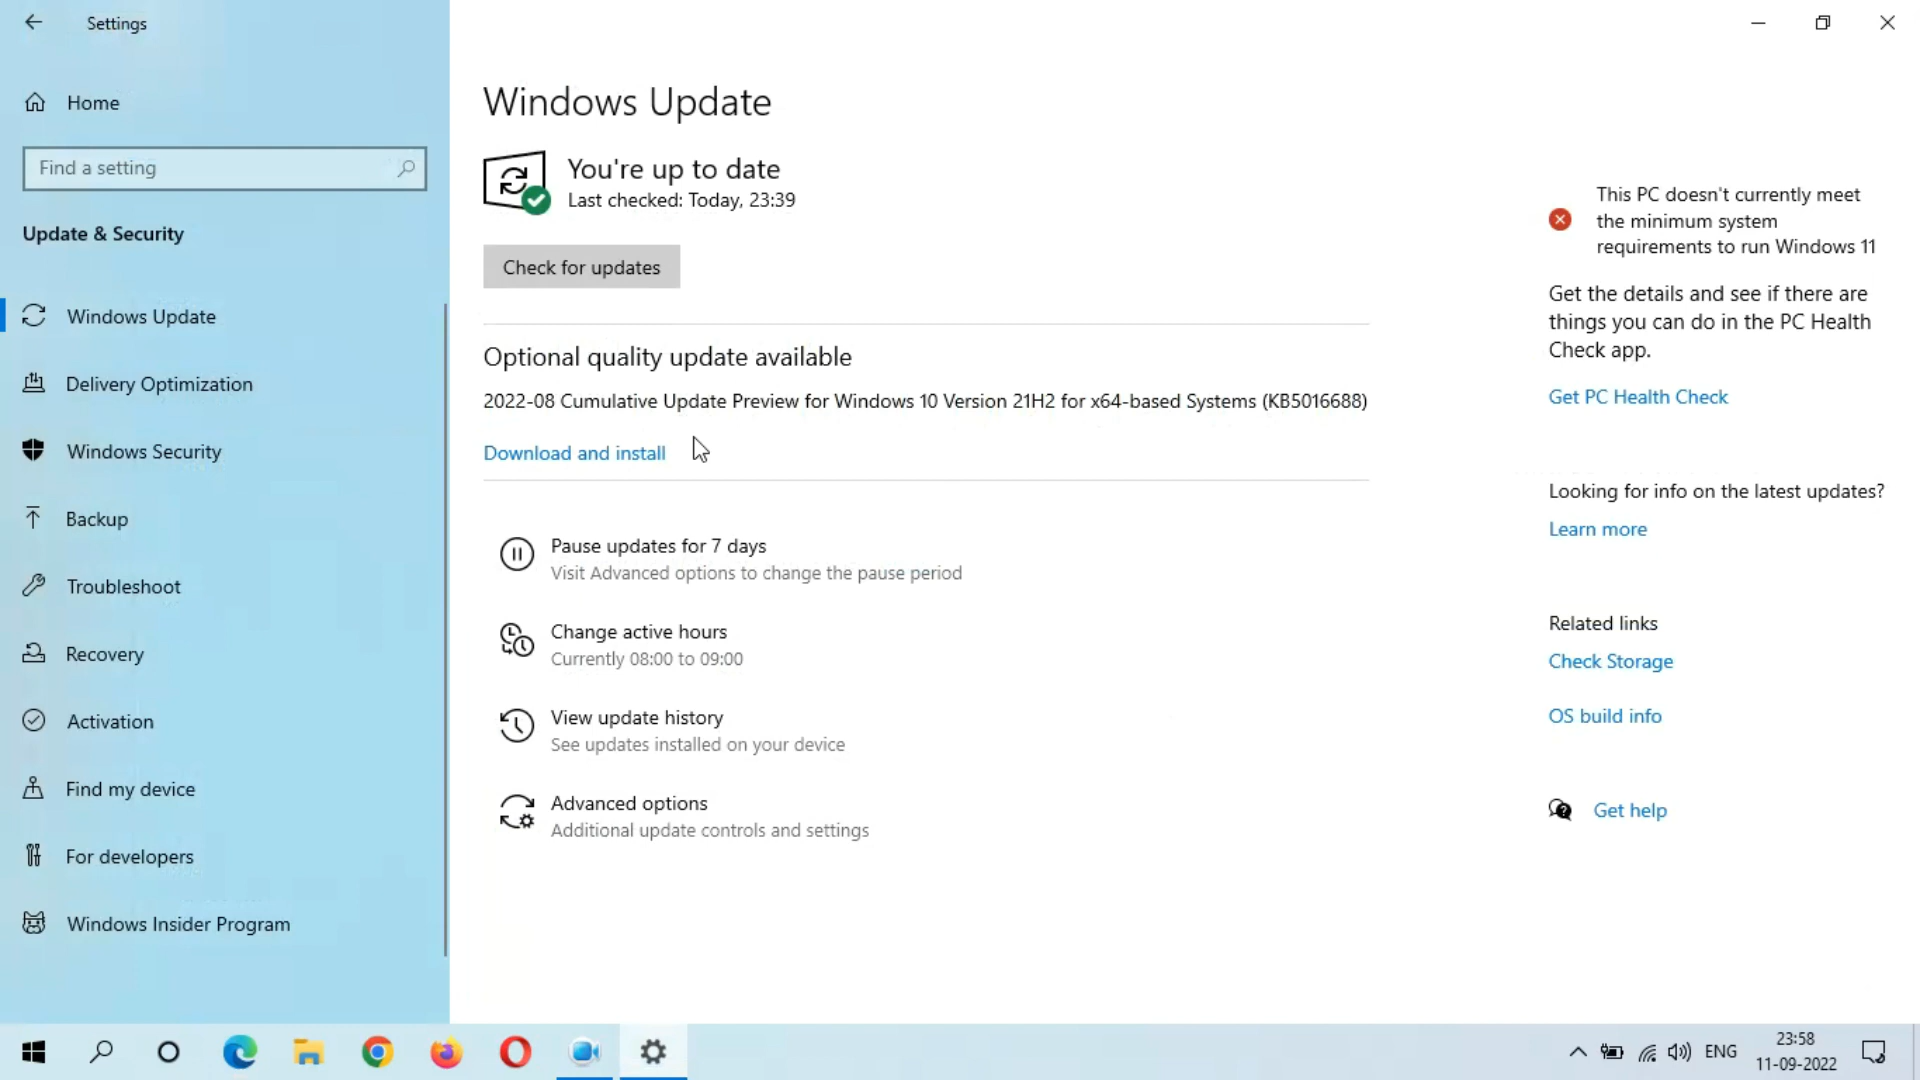 Settings
Home
Find a setting
Update & Security
Windows Update
Delivery Optimization
Windows Security
Backup
Troubleshoot
Recovery
Activation
Find my device
For developers
Windows Insider Program
Windows Update
You're up to date
Last checked: Today, 23:39
Check for updates
Optional quality update available
2022-08 Cumulative Update Preview for Windows 10 Version 21H2 for x64-based Systems (KB5016688)
Download and install
Pause updates for 7 days
Visit Advanced options to change the pause period
Change active hours
Currently 08:00 to 09:00
View update history
See updates installed on your device
Advanced options
Additional update controls and settings
This PC doesn't currently meet
the minimum system
requirements to run Windows 11
Get the details and see if there are
things you can do in the PC Health
Check app.
Get PC Health Check
Looking for info on the latest updates?
Learn more
Related links
Check Storage
OS build info
Get help
ENG
23:58
11-09-2022